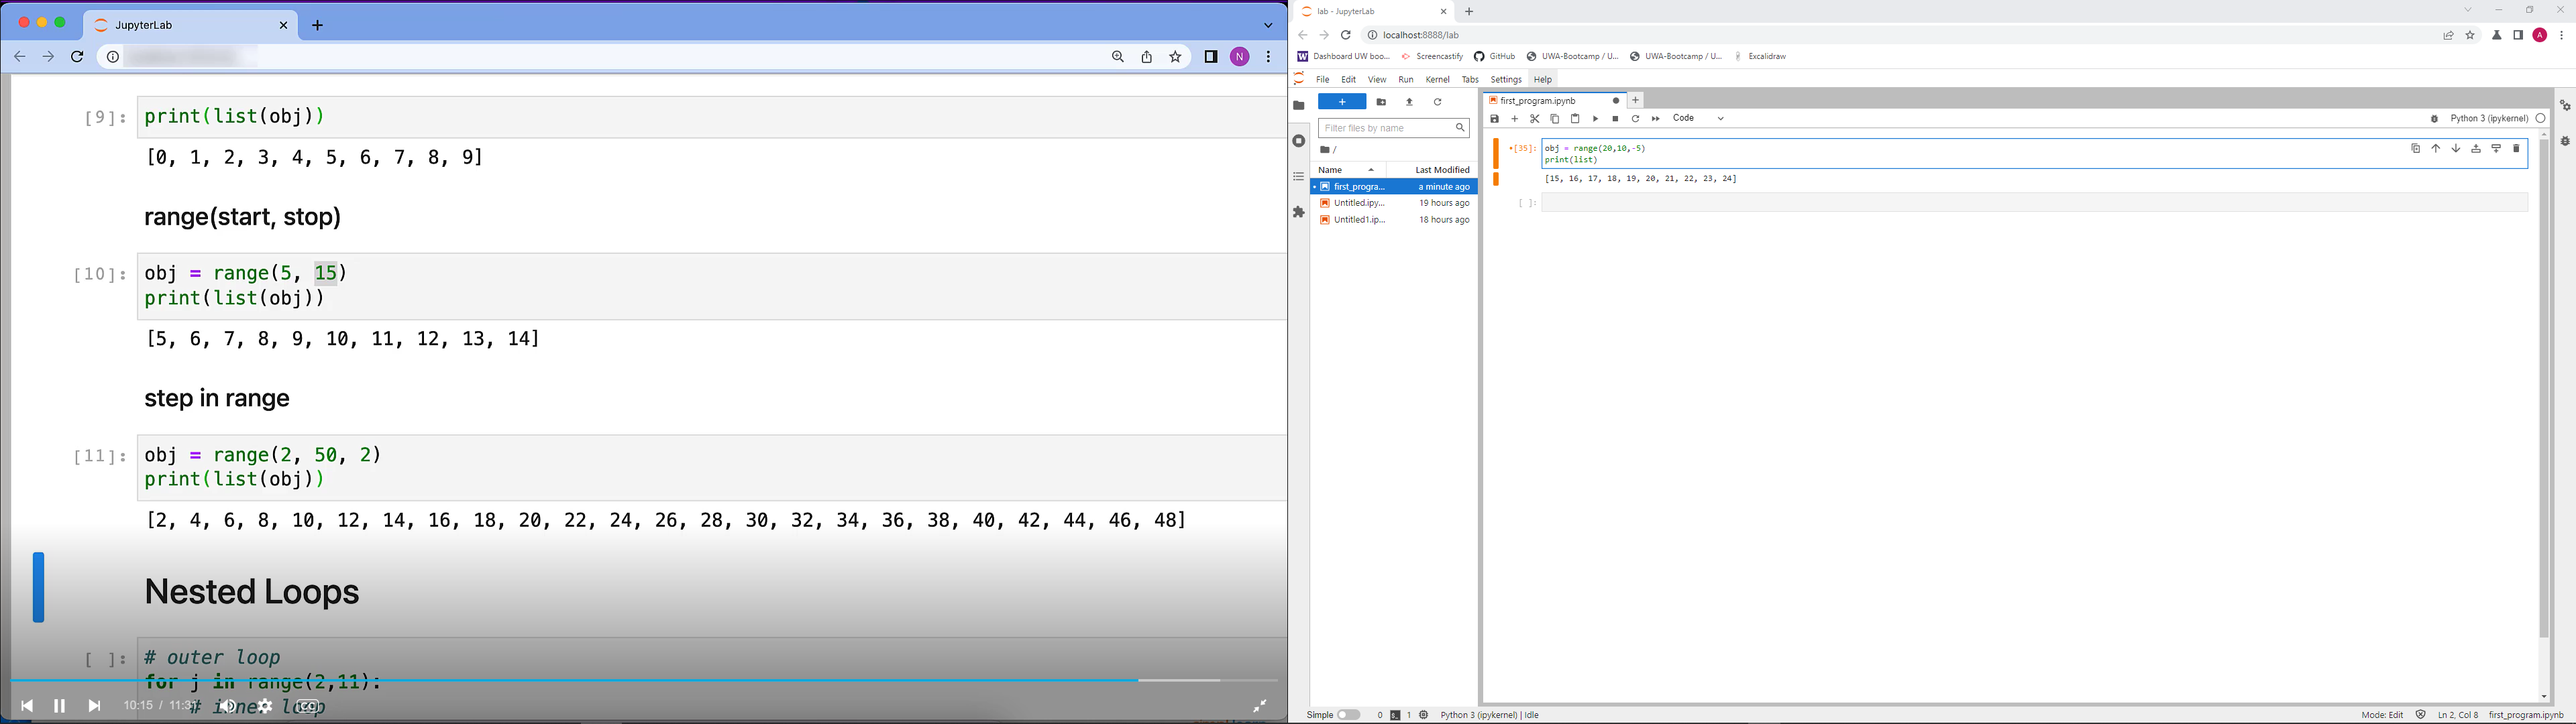 JupyterLab
N
[9]:
print(list(obj))
[0, 1, 2, 3, 4, 5, 6, 7, 8, 9]
range(start, stop)
[10]:
obj = range(5, 15)
print(list(obj))
[5, 6, 7, 8, 9, 10, 11, 12, 13, 14]
step in range
[11]:
obj = range(2, 50, 2)
print(list(obj))
[2, 4, 6, 8, 10, 12, 14, 16, 18, 20, 22, 24, 26, 28, 30, 32, 34, 36, 38, 40, 42, 44, 46, 48]
Nested Loops
[ ]:
# outer loop
for j in range(2,11):
# inner loop
10:15 / 11:31
CC
lab - JupyterLab
localhost:8888/lab
A
Dashboard UW boo... Screencastify GitHub UWA-Bootcamp / U... UWA-Bootcamp / U... Excalidraw
File Edit View Run Kernel Tabs Settings Help
Filter files by name
/
Name Last Modified
first_progra... a minute ago
Untitled.ipy... 19 hours ago
Untitled1.ip... 18 hours ago
first_program.ipynb
Code
Python 3 (ipykernel)
[35]:
obj = range(20,10,-5)
print(list)
[15, 16, 17, 18, 19, 20, 21, 22, 23, 24]
[ ]:
Simple 0 1 Python 3 (ipykernel) | Idle
Mode: Edit Ln 2, Col 8 first_program.ipynb